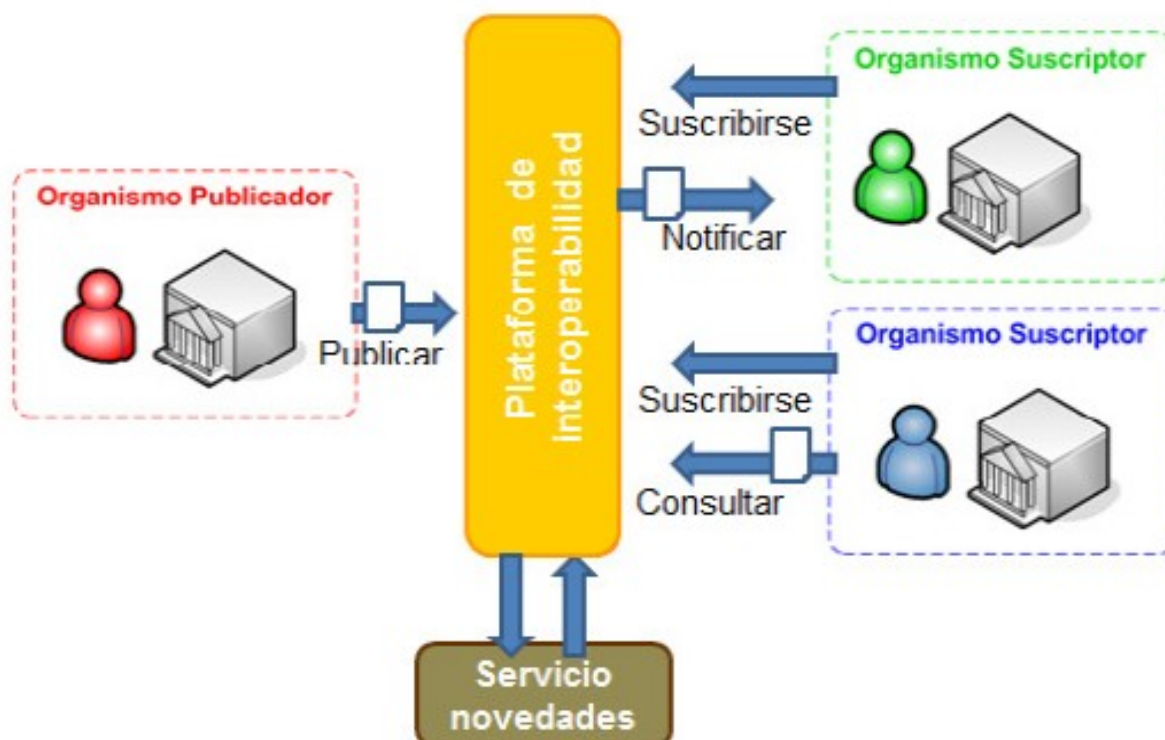 Organismo Publicador
Publicar
Plataforma de
interoperabilidad
Organismo Suscriptor
Suscribirse
Notificar
Organismo Suscriptor
Suscribirse
Consultar
Servicio
novedades